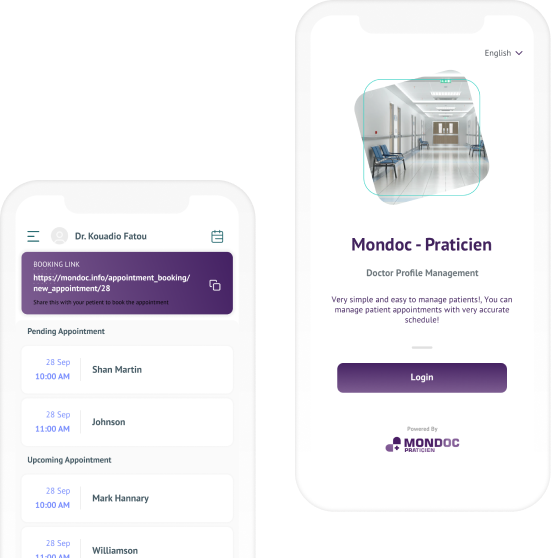 English
Mondoc - Praticien
Doctor Profile Management
Very simple and easy to manage patients!, You can
manage patient appointments with very accurate
schedule!
Login
Powered By
MONDOC
PRATICIEN
Dr. Kouadio Fatou
BOOKING LINK
https://mondoc.info/appointment_booking/
new_appointment/28
Share this with your patient to book the appointment
Pending Appointment
28 Sep
10:00 AM
Shan Martin
28 Sep
11:00 AM
Johnson
Upcoming Appointment
28 Sep
10:00 AM
Mark Hannary
28 Sep
11:00 AM
Williamson